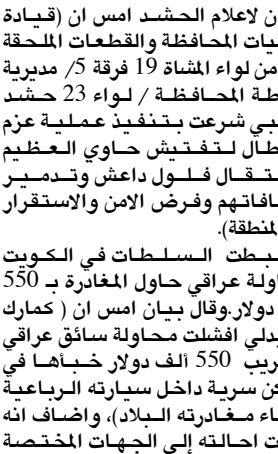 ن لاعلام الحشد امس ان (قيادة
يات المحافظة والقطعات الملحقة
من لواء المشاة 19 فرقة 5/ مديرية
طة المحافظة / لواء 23 حشد
بي شرعت بتنفيذ عملية عزم
طال لتفتيش حاوي العظيم
تقال فلول داعش وتدمير
افاتهم وفرض الامن والاستقرار
لمنطقة).
بطت السلطات في الكويت
اولة عراقي حاول المغادرة بـ 550
دولار.وقال بيان امس ان ( كمارك
بدلي افشلت محاولة سائق عراقي
ريب 550 ألف دولار خبأها في
كن سرية داخل سيارته الرباعية
اء مغادرته البلاد)، واضاف انه
ت احالته إلى الجهات المختصة